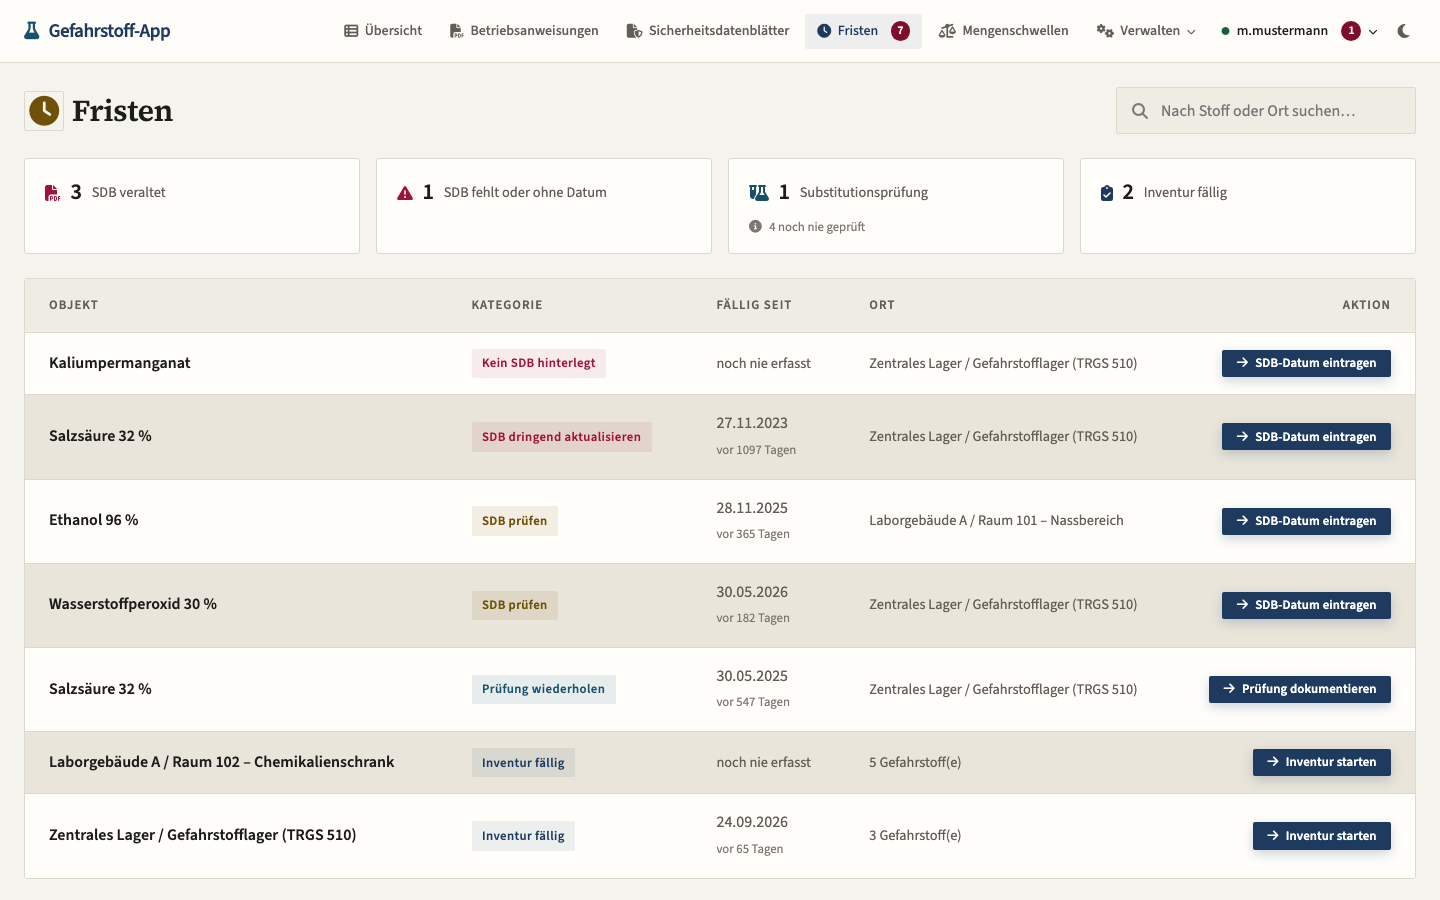 Gefahrstoff-App
Übersicht
Betriebsanweisungen
Sicherheitsdatenblätter
Fristen 7
Mengenschwellen
Verwalten
m.mustermann 1
Fristen
Nach Stoff oder Ort suchen…
3 SDB veraltet
1 SDB fehlt oder ohne Datum
1 Substitutionsprüfung
4 noch nie geprüft
2 Inventur fällig
OBJEKT KATEGORIE FÄLLIG SEIT ORT AKTION
Kaliumpermanganat Kein SDB hinterlegt noch nie erfasst Zentrales Lager / Gefahrstofflager (TRGS 510) → SDB-Datum eintragen
Salzsäure 32 % SDB dringend aktualisieren 27.11.2023 Zentrales Lager / Gefahrstofflager (TRGS 510) → SDB-Datum eintragen
vor 1097 Tagen
Ethanol 96 % SDB prüfen 28.11.2025 Laborgebäude A / Raum 101 – Nassbereich → SDB-Datum eintragen
vor 365 Tagen
Wasserstoffperoxid 30 % SDB prüfen 30.05.2026 Zentrales Lager / Gefahrstofflager (TRGS 510) → SDB-Datum eintragen
vor 182 Tagen
Salzsäure 32 % Prüfung wiederholen 30.05.2025 Zentrales Lager / Gefahrstofflager (TRGS 510) → Prüfung dokumentieren
vor 547 Tagen
Laborgebäude A / Raum 102 – Chemikalienschrank Inventur fällig noch nie erfasst 5 Gefahrstoff(e) → Inventur starten
Zentrales Lager / Gefahrstofflager (TRGS 510) Inventur fällig 24.09.2026 3 Gefahrstoff(e) → Inventur starten
vor 65 Tagen